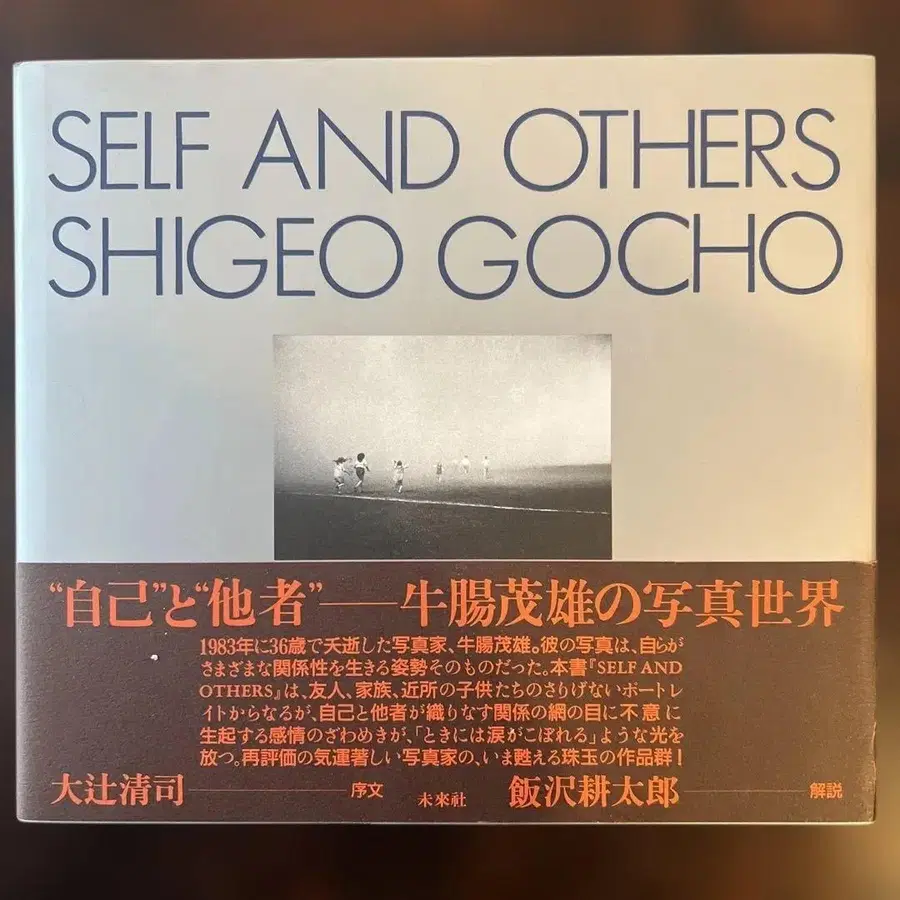 SELF AND OTHERS
SHIGEO GOCHO
“自己”と“他者”――牛腸茂雄の写真世界
1983年に36歳で夭逝した写真家、牛腸茂雄。彼の写真は、自らが
さまざまな関係性を生きる姿勢そのものだった。本書『SELF AND
OTHERS』は、友人、家族、近所の子供たちのさりげないポートレ
イトからなるが、自己と他者が織りなす関係の網の目に不意に
生起する感情のざわめきが、「ときには涙がこぼれる」ような光を
放つ。再評価の気運著しい写真家の、いま甦える珠玉の作品群！
大辻清司――序文 未來社 飯沢耕太郎――解説